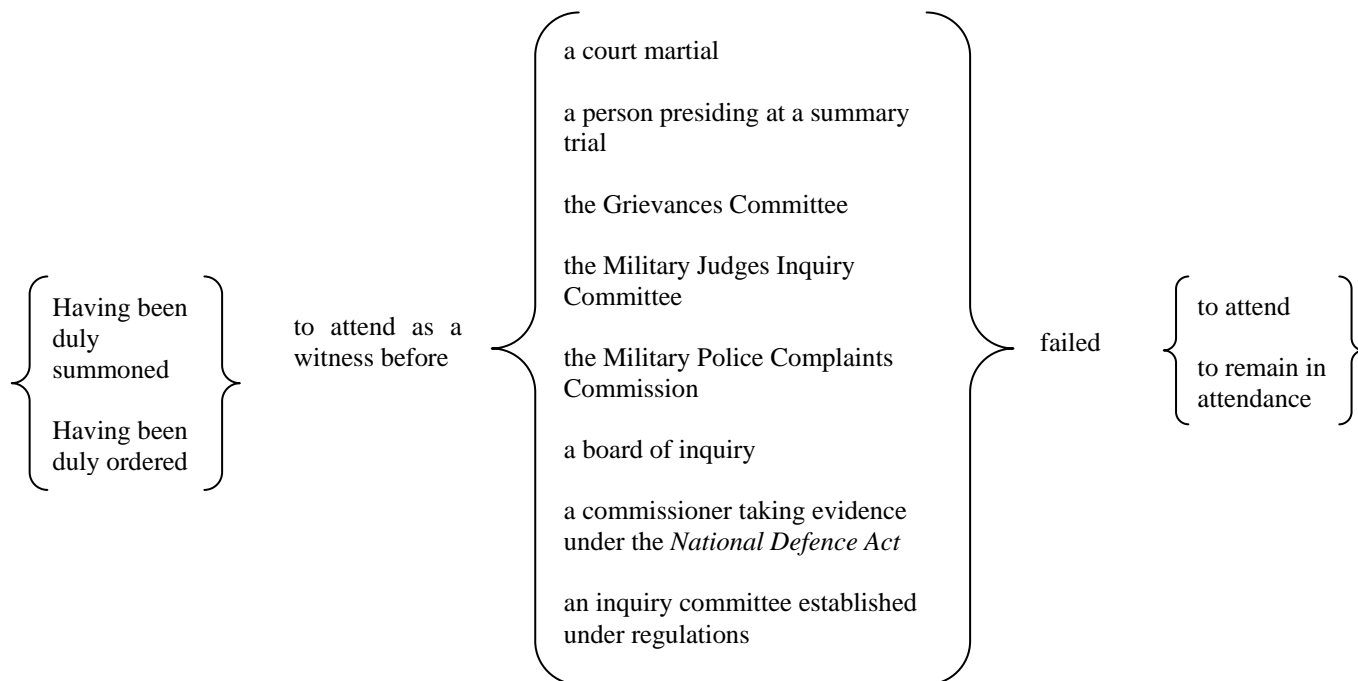 Having been
duly
summoned
Having been
duly ordered
to attend as a
witness before
a court martial
a person presiding at a summary
trial
the Grievances Committee
the Military Judges Inquiry
Committee
the Military Police Complaints
Commission
a board of inquiry
a commissioner taking evidence
under the National Defence Act
an inquiry committee established
under regulations
failed
to attend
to remain in
attendance